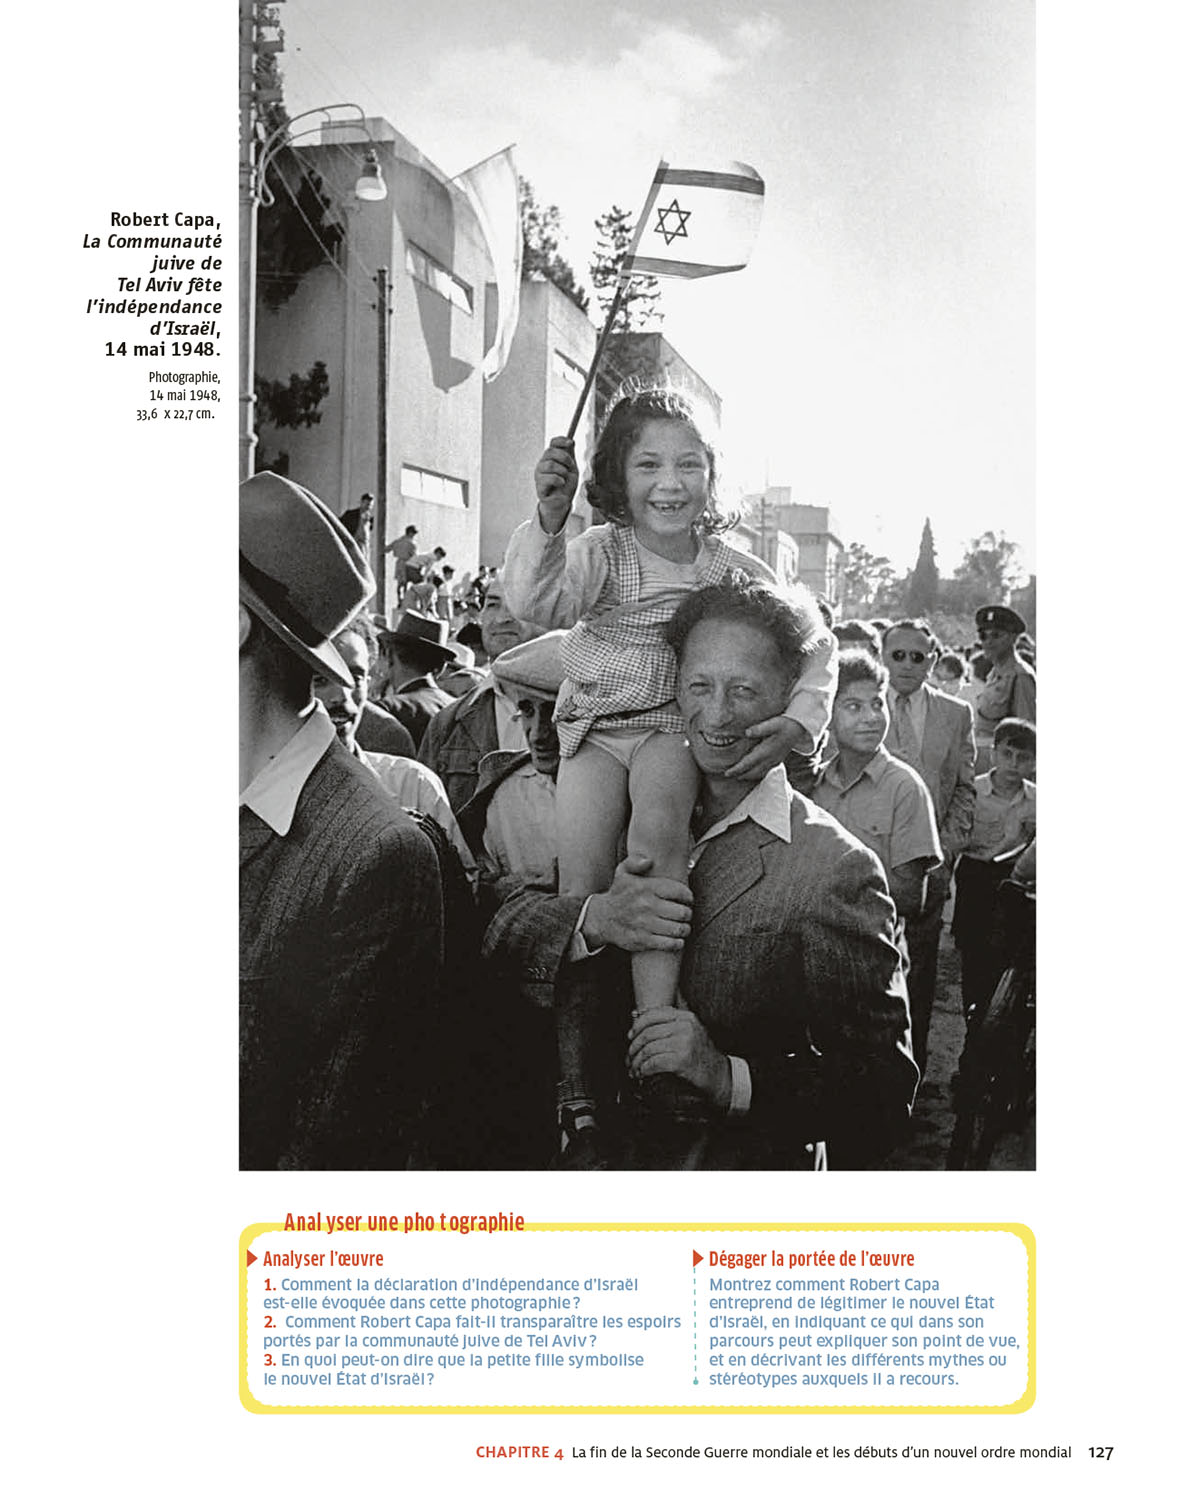 Robert Capa,
La Communauté
juive de
Tel Aviv fête
l'indépendance
d'Israël,
14 mai 1948.
Photographie,
14 mai 1948,
33,6 x 22,7 cm.
Analyser une photographie
Analyser l'œuvre
1. Comment la déclaration d'indépendance d'Israël
est-elle évoquée dans cette photographie ?
2. Comment Robert Capa fait-il transparaître les espoirs
portés par la communauté juive de Tel Aviv ?
3. En quoi peut-on dire que la petite fille symbolise
le nouvel État d'Israël ?
Dégager la portée de l'œuvre
Montrez comment Robert Capa
entreprend de légitimer le nouvel État
d'Israël, en indiquant ce qui dans son
parcours peut expliquer son point de vue,
et en décrivant les différents mythes ou
stéréotypes auxquels il a recours.
CHAPITRE 4 La fin de la Seconde Guerre mondiale et les débuts d'un nouvel ordre mondial 127